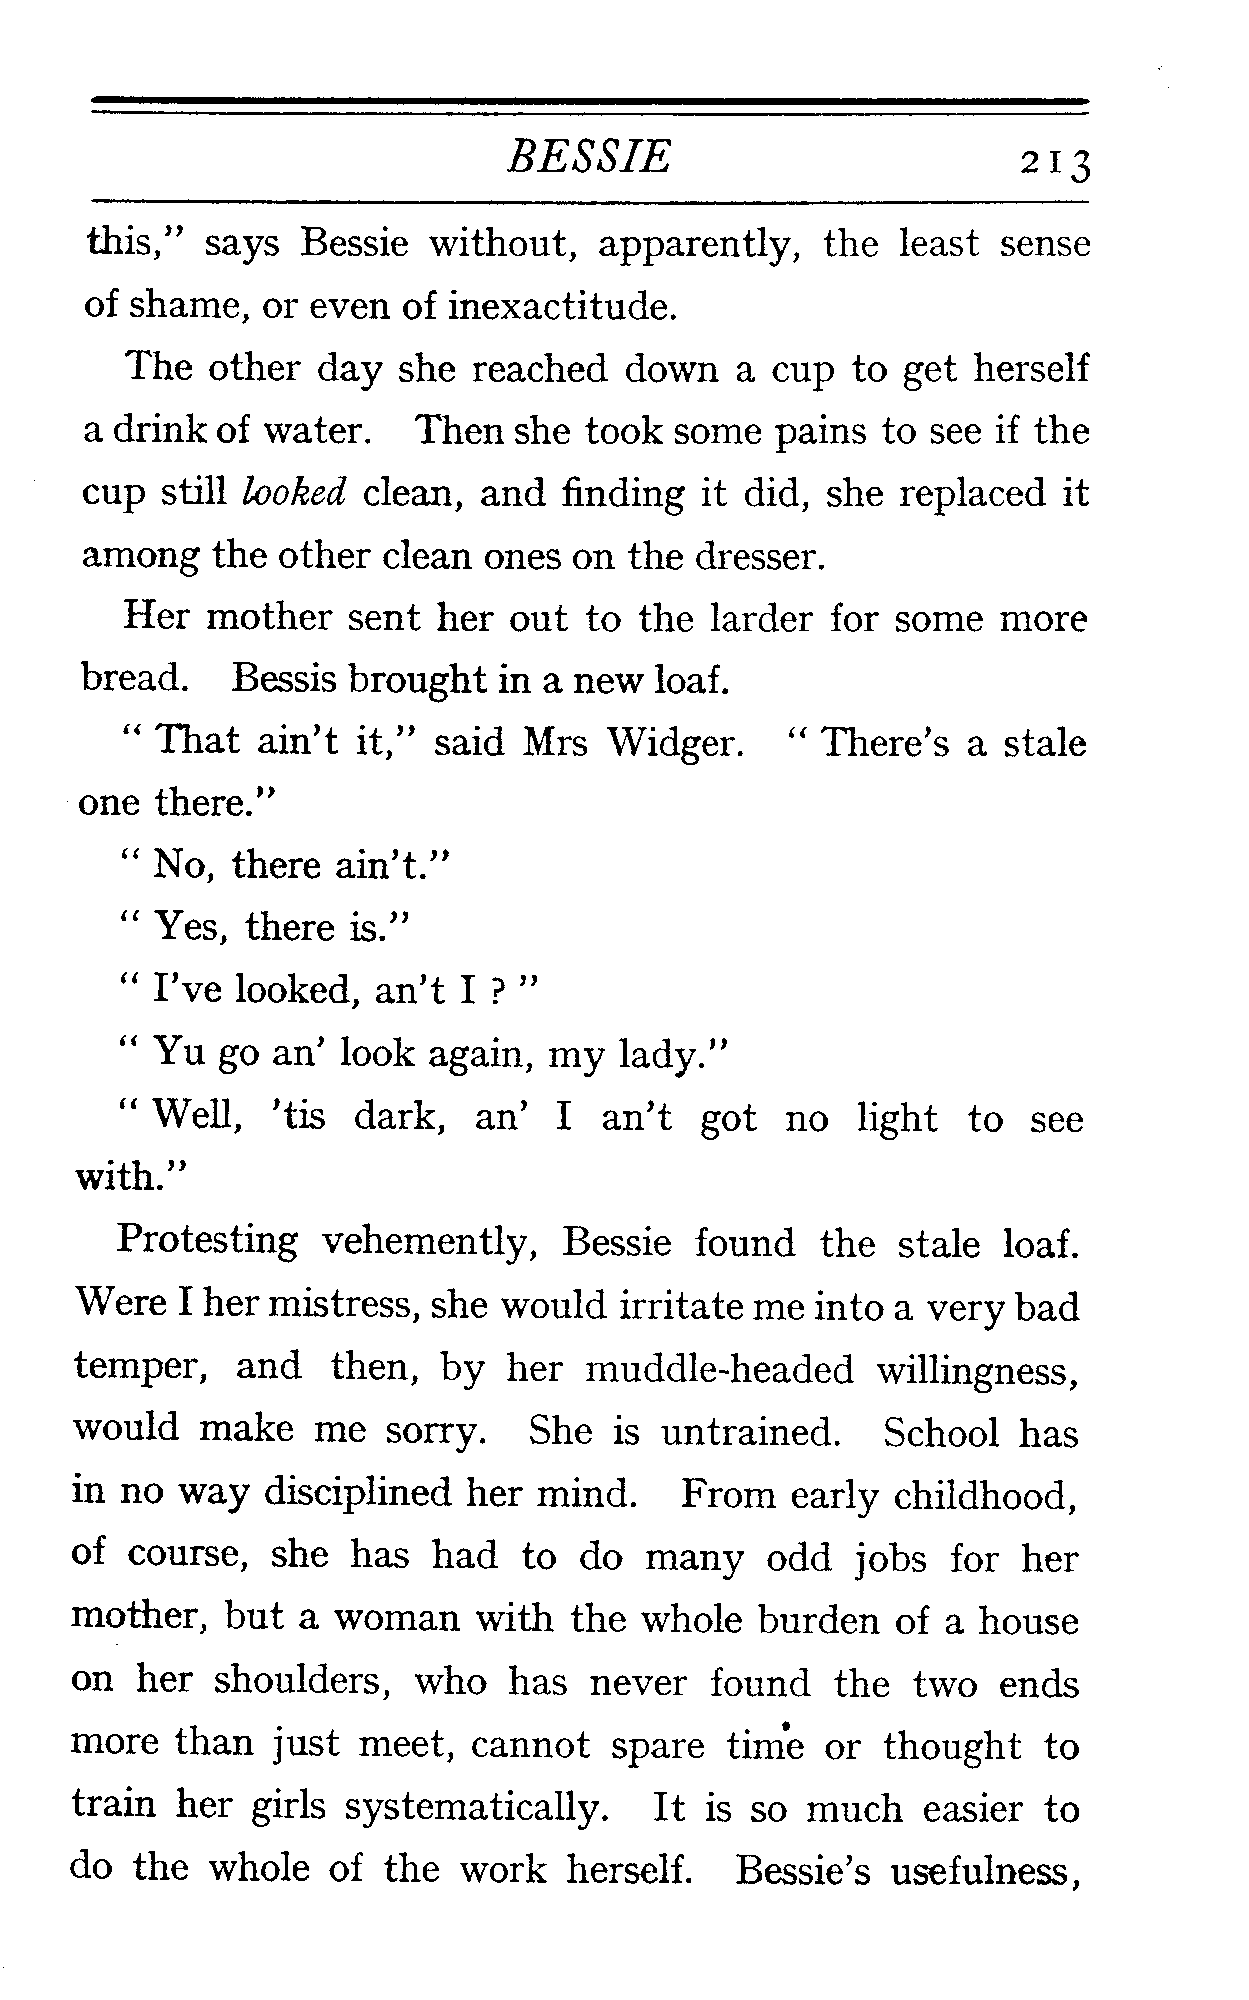 BESSIE 213
this,” says Bessie without, apparently, the least sense
of shame, or even of inexactitude.
The other day she reached down a cup to get herself
a drink of water. Then she took some pains to see if the
cup still looked clean, and finding it did, she replaced it
among the other clean ones on the dresser.
Her mother sent her out to the larder for some more
bread. Bessis brought in a new loaf.
“ That ain't it,” said Mrs Widger. “ There's a stale
one there.”
“ No, there ain't.”
“ Yes, there is.”
“ I've looked, an't I ? ”
“ Yu go an' look again, my lady.”
“ Well, 'tis dark, an' I an't got no light to see
with.”
Protesting vehemently, Bessie found the stale loaf.
Were I her mistress, she would irritate me into a very bad
temper, and then, by her muddle-headed willingness,
would make me sorry. She is untrained. School has
in no way disciplined her mind. From early childhood,
of course, she has had to do many odd jobs for her
mother, but a woman with the whole burden of a house
on her shoulders, who has never found the two ends
more than just meet, cannot spare time or thought to
train her girls systematically. It is so much easier to
do the whole of the work herself. Bessie's usefulness,